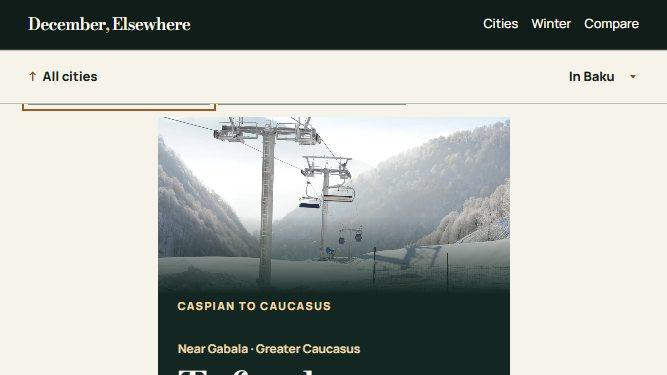 December, Elsewhere
Cities Winter Compare
↑ All cities
In Baku
CASPIAN TO CAUCASUS
Near Gabala · Greater Caucasus